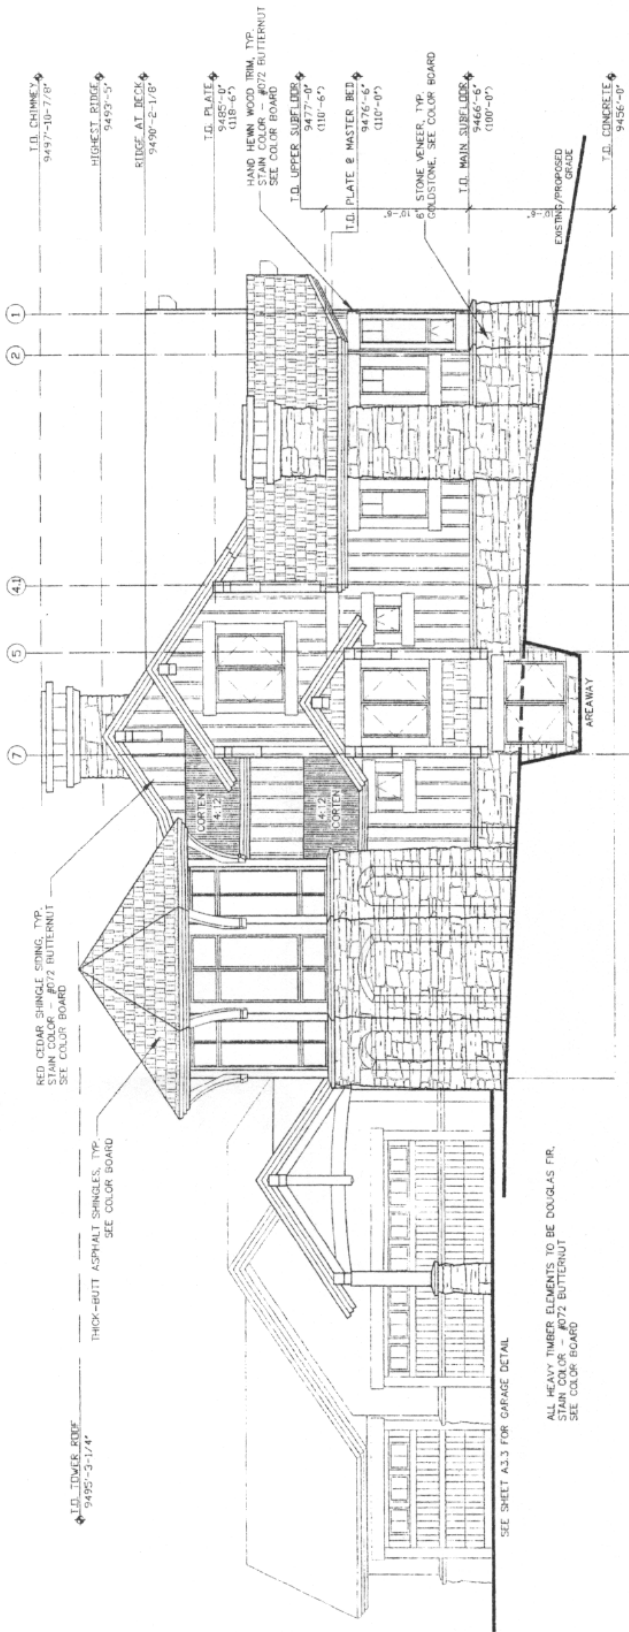 T.O. CHIMNEY
9497'-10-7/8"
HIGHEST RIDGE
9493'-5"
RIDGE AT DECK
9490'-2-1/8"
T.O. PLATE
9485'-0"
(118'-6")
HAND HEWN WOOD TRIM, TYP.
STAIN COLOR - #072 BUTTERNUT
SEE COLOR BOARD
T.O. UPPER SUBFLOOR
9477'-0"
(110'-6")
T.O. PLATE @ MASTER BED
9476'-6"
(110'-0")
6" STONE VENEER, TYP.
GOLDSTONE, SEE COLOR BOARD
T.O. MAIN SUBFLOOR
9466'-6"
(100'-0")
EXISTING/PROPOSED
GRADE
T.O. CONCRETE
9456'-0"
10'-6"
10'-6"
1
2
4.1
5
7
CORTEN
4:12
4:12
CORTEN
AREAWAY
RED CEDAR SHINGLE SIDING, TYP.
STAIN COLOR - #072 BUTTERNUT
SEE COLOR BOARD
THICK-BUTT ASPHALT SHINGLES, TYP.
SEE COLOR BOARD
T.O. TOWER ROOF
9495'-3-1/4"
SEE SHEET A3.3 FOR GARAGE DETAIL
ALL HEAVY TIMBER ELEMENTS TO BE DOUGLAS FIR,
STAIN COLOR - #072 BUTTERNUT
SEE COLOR BOARD